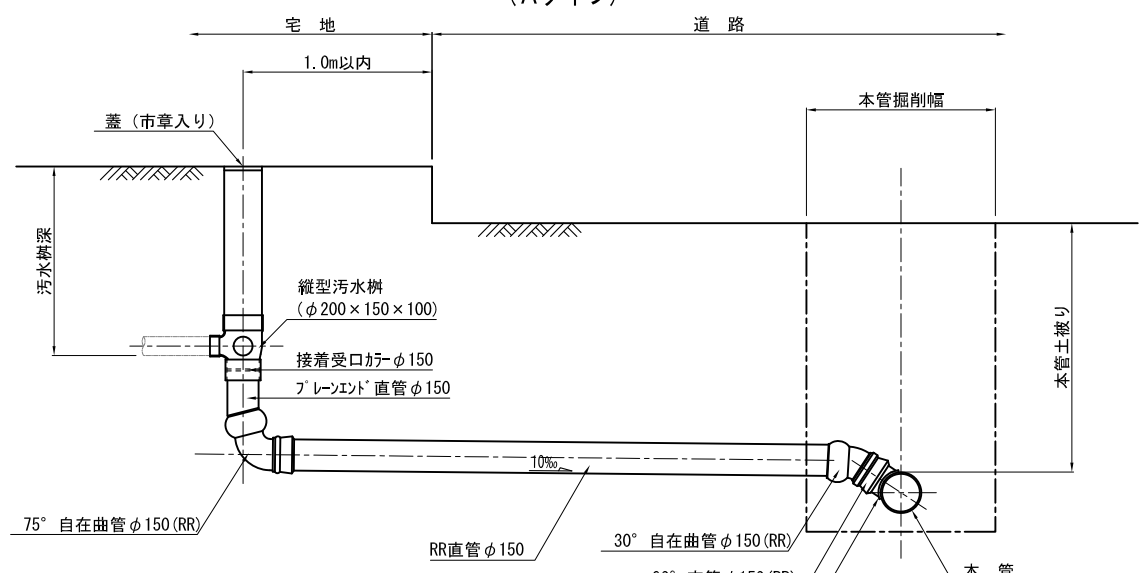 (Aタイプ)
宅 地
道 路
1.0m以内
本管掘削幅
蓋（市章入り）
汚水桝深
縦型汚水桝
(φ200×150×100)
本管土被り
接着受口カラーφ150
プレーンエンド直管φ150
10‰
75° 自在曲管φ150(RR)
RR直管φ150
30° 自在曲管φ150(RR)
本 管